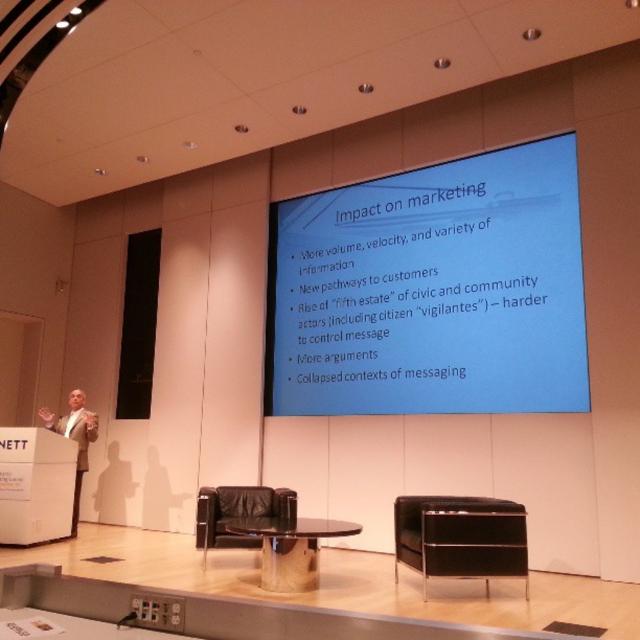 Impact on marketing
• More volume, velocity, and variety of
information
• New pathways to customers
• Rise of "fifth estate" of civic and community
actors (including citizen "vigilantes") – harder
to control message
• More arguments
• Collapsed contexts of messaging
NETT